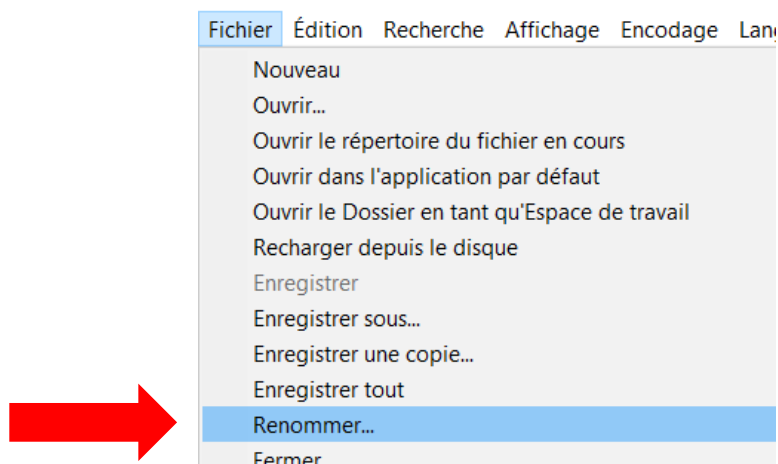 Fichier Édition Recherche Affichage Encodage Lang
Nouveau
Ouvrir...
Ouvrir le répertoire du fichier en cours
Ouvrir dans l'application par défaut
Ouvrir le Dossier en tant qu'Espace de travail
Recharger depuis le disque
Enregistrer
Enregistrer sous...
Enregistrer une copie...
Enregistrer tout
Renommer...
Fermer